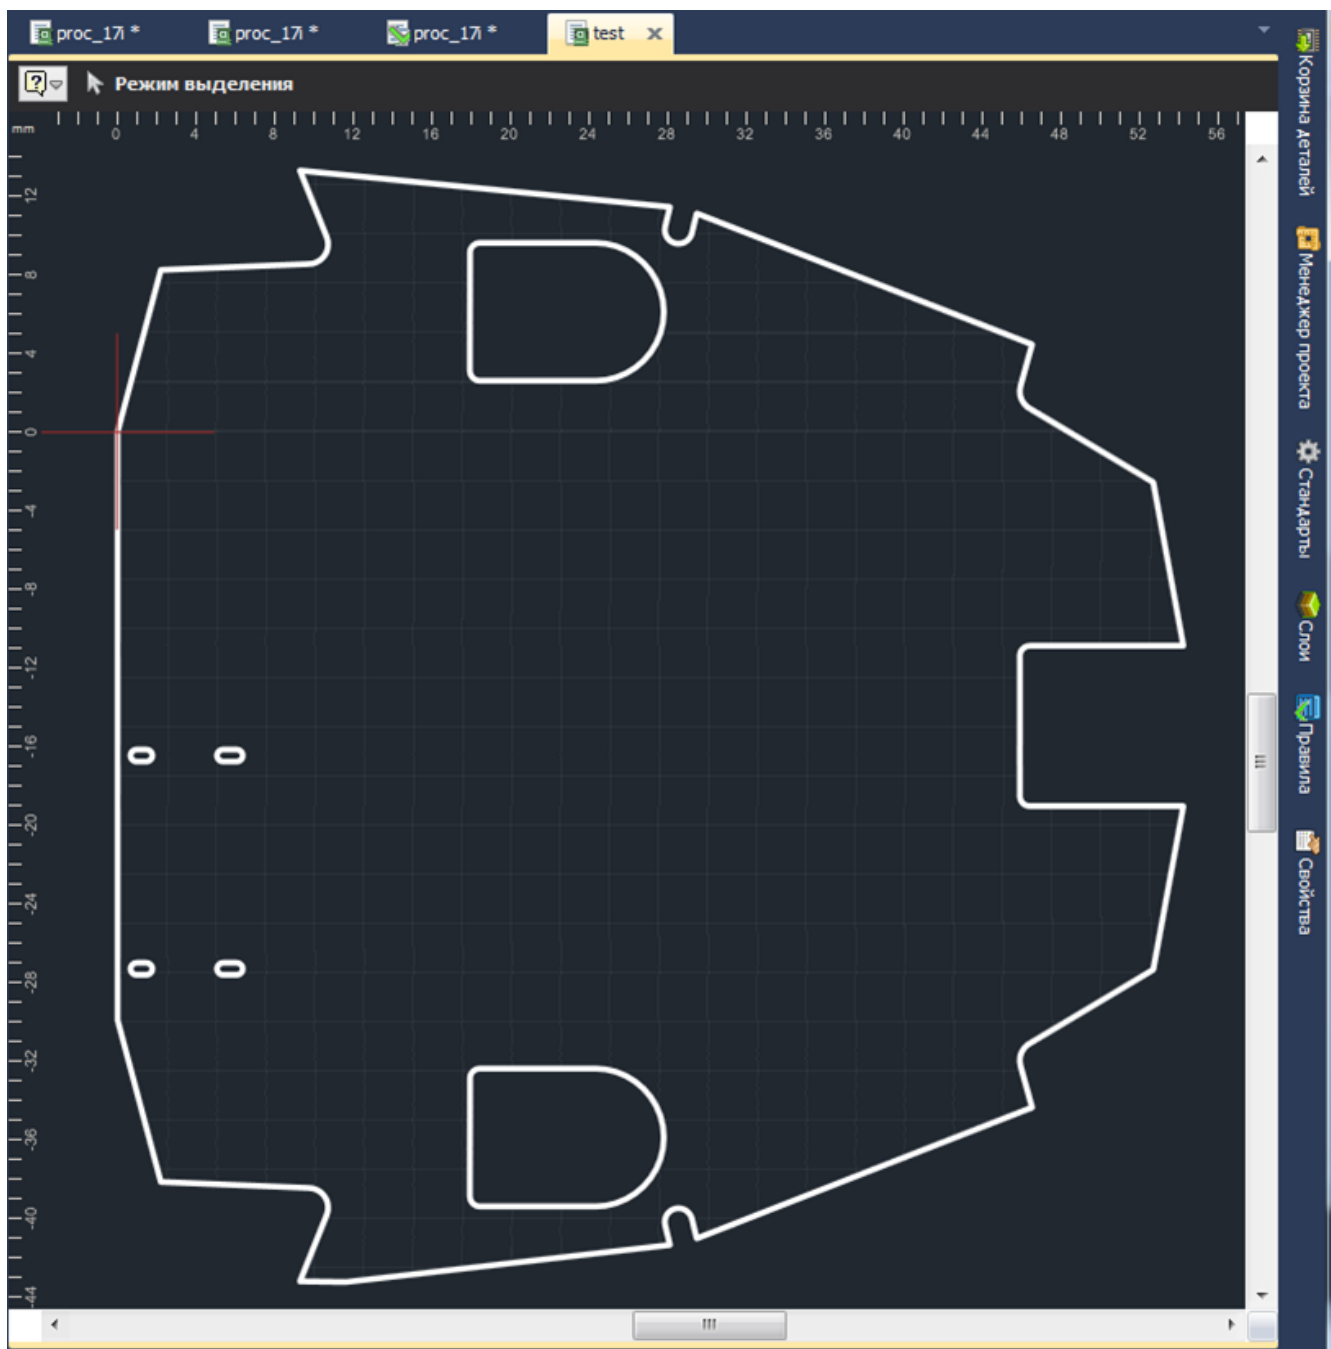 proc_17i * proc_17i * proc_17i * test
Режим выделения
mm 0 4 8 12 16 20 24 28 32 36 40 44 48 52 56
12
8
4
0
-4
-8
-12
-16
-20
-24
-28
-32
-36
-40
-44
Корзина деталей
Менеджер проекта
Стандарты
Слои
Правила
Свойства